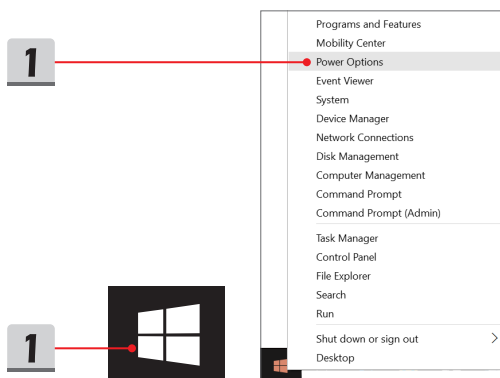 1
Programs and Features
Mobility Center
Power Options
Event Viewer
System
Device Manager
Network Connections
Disk Management
Computer Management
Command Prompt
Command Prompt (Admin)
Task Manager
Control Panel
File Explorer
Search
Run
Shut down or sign out
Desktop
1